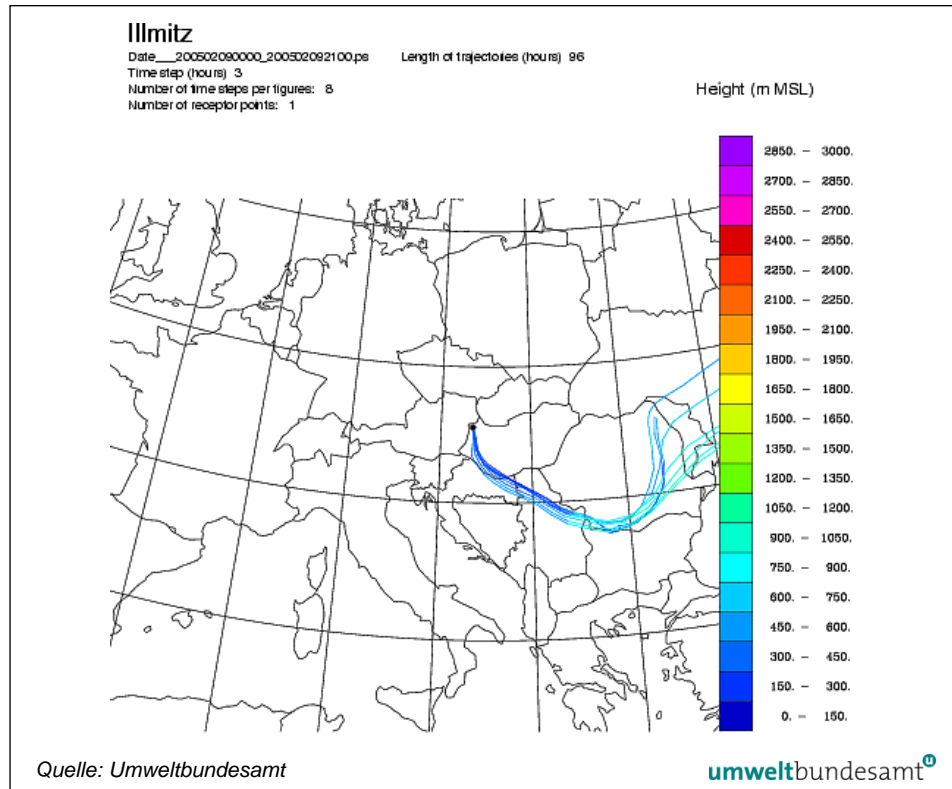 Illmitz
Date___200502090000_200502092100.ps Length of trajectories (hours) 96
Time step (hours) 3
Number of time steps per figures: 8
Number of receptor points: 1
Height (m MSL)
2850. – 3000.
2700. – 2850.
2550. – 2700.
2400. – 2550.
2250. – 2400.
2100. – 2250.
1950. – 2100.
1800. – 1950.
1650. – 1800.
1500. – 1650.
1350. – 1500.
1200. – 1350.
1050. – 1200.
900. – 1050.
750. – 900.
600. – 750.
450. – 600.
300. – 450.
150. – 300.
0. – 150.
Quelle: Umweltbundesamt
umweltbundesamt u